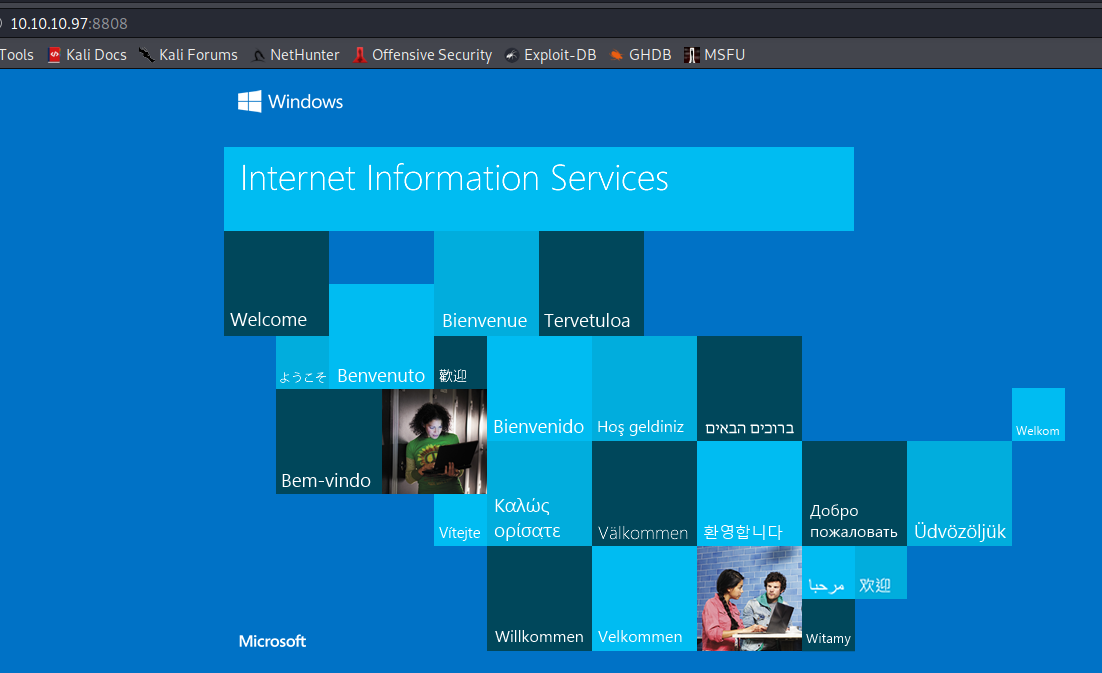 10.10.10.97:8808
Tools Kali Docs Kali Forums NetHunter Offensive Security Exploit-DB GHDB MSFU
Windows
Internet Information Services
Welcome
Bienvenue
Tervetuloa
ようこそ
Benvenuto
歡迎
Bienvenido
Hoş geldiniz
ברוכים הבאים
Welkom
Bem-vindo
Vítejte
Καλώς
ορίσατε
Välkommen
환영합니다
Добро
пожаловать
Üdvözöljük
Microsoft
Willkommen
Velkommen
مرحبا
欢迎
Witamy